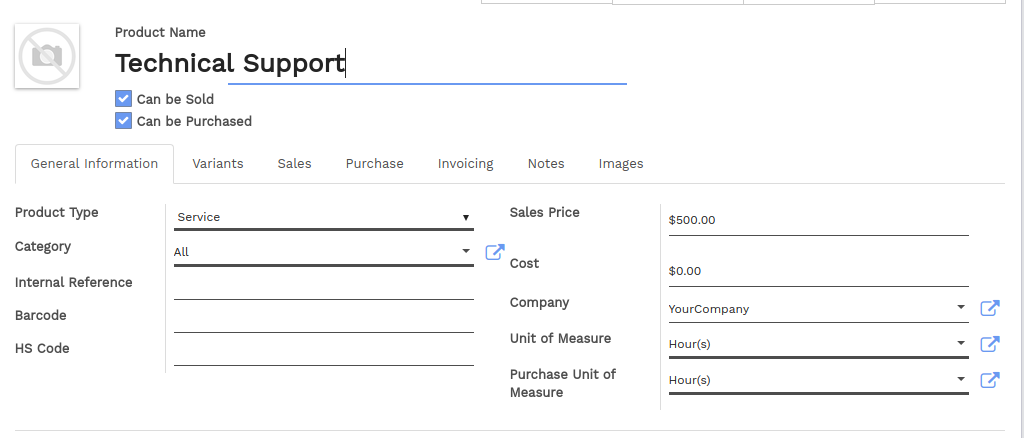 Product Name
Technical Support
Can be Sold
Can be Purchased
General Information Variants Sales Purchase Invoicing Notes Images
Product Type Service
Category All
Internal Reference
Barcode
HS Code
Sales Price $500.00
Cost $0.00
Company YourCompany
Unit of Measure Hour(s)
Purchase Unit of
Measure Hour(s)